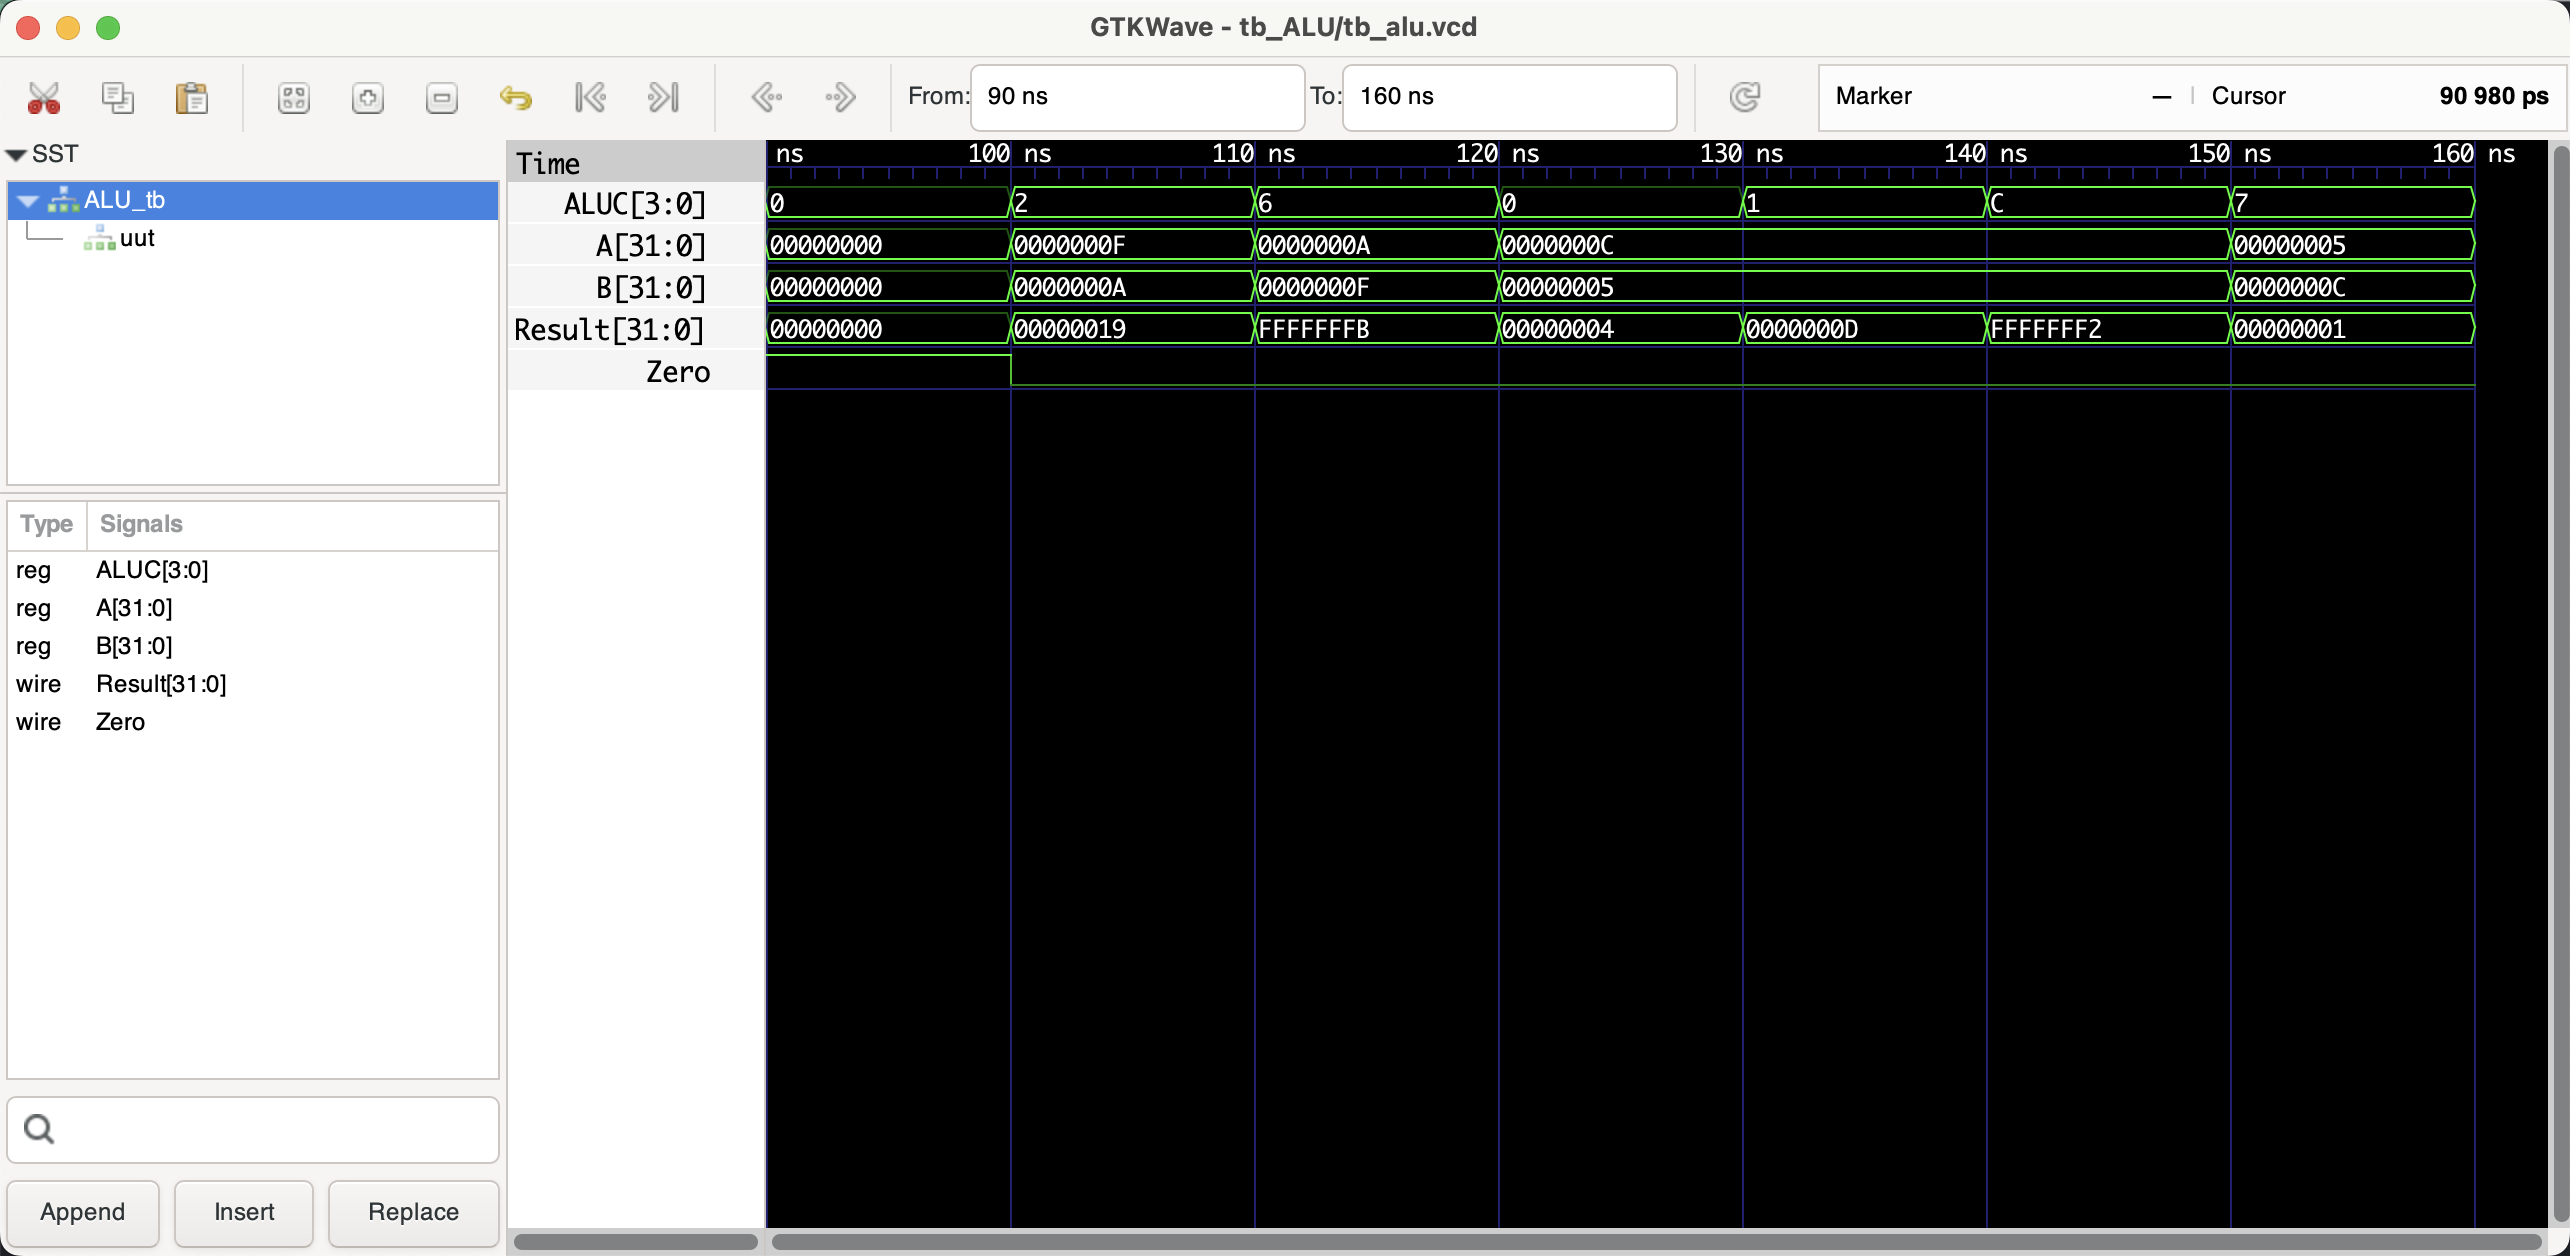 GTKWave - tb_ALU/tb_alu.vcd
From: 90 ns To: 160 ns Marker — | Cursor 90 980 ps
SST
ALU_tb
uut
Type Signals
reg ALUC[3:0]
reg A[31:0]
reg B[31:0]
wire Result[31:0]
wire Zero
Append Insert Replace
Time
ALUC[3:0]
A[31:0]
B[31:0]
Result[31:0]
Zero
ns 100 ns 110 ns 120 ns 130 ns 140 ns 150 ns 160 ns
0 2 6 0 1 C 7
00000000 0000000F 0000000A 0000000C 00000005
00000000 0000000A 0000000F 00000005 0000000C
00000000 00000019 FFFFFFFB 00000004 0000000D FFFFFFF2 00000001